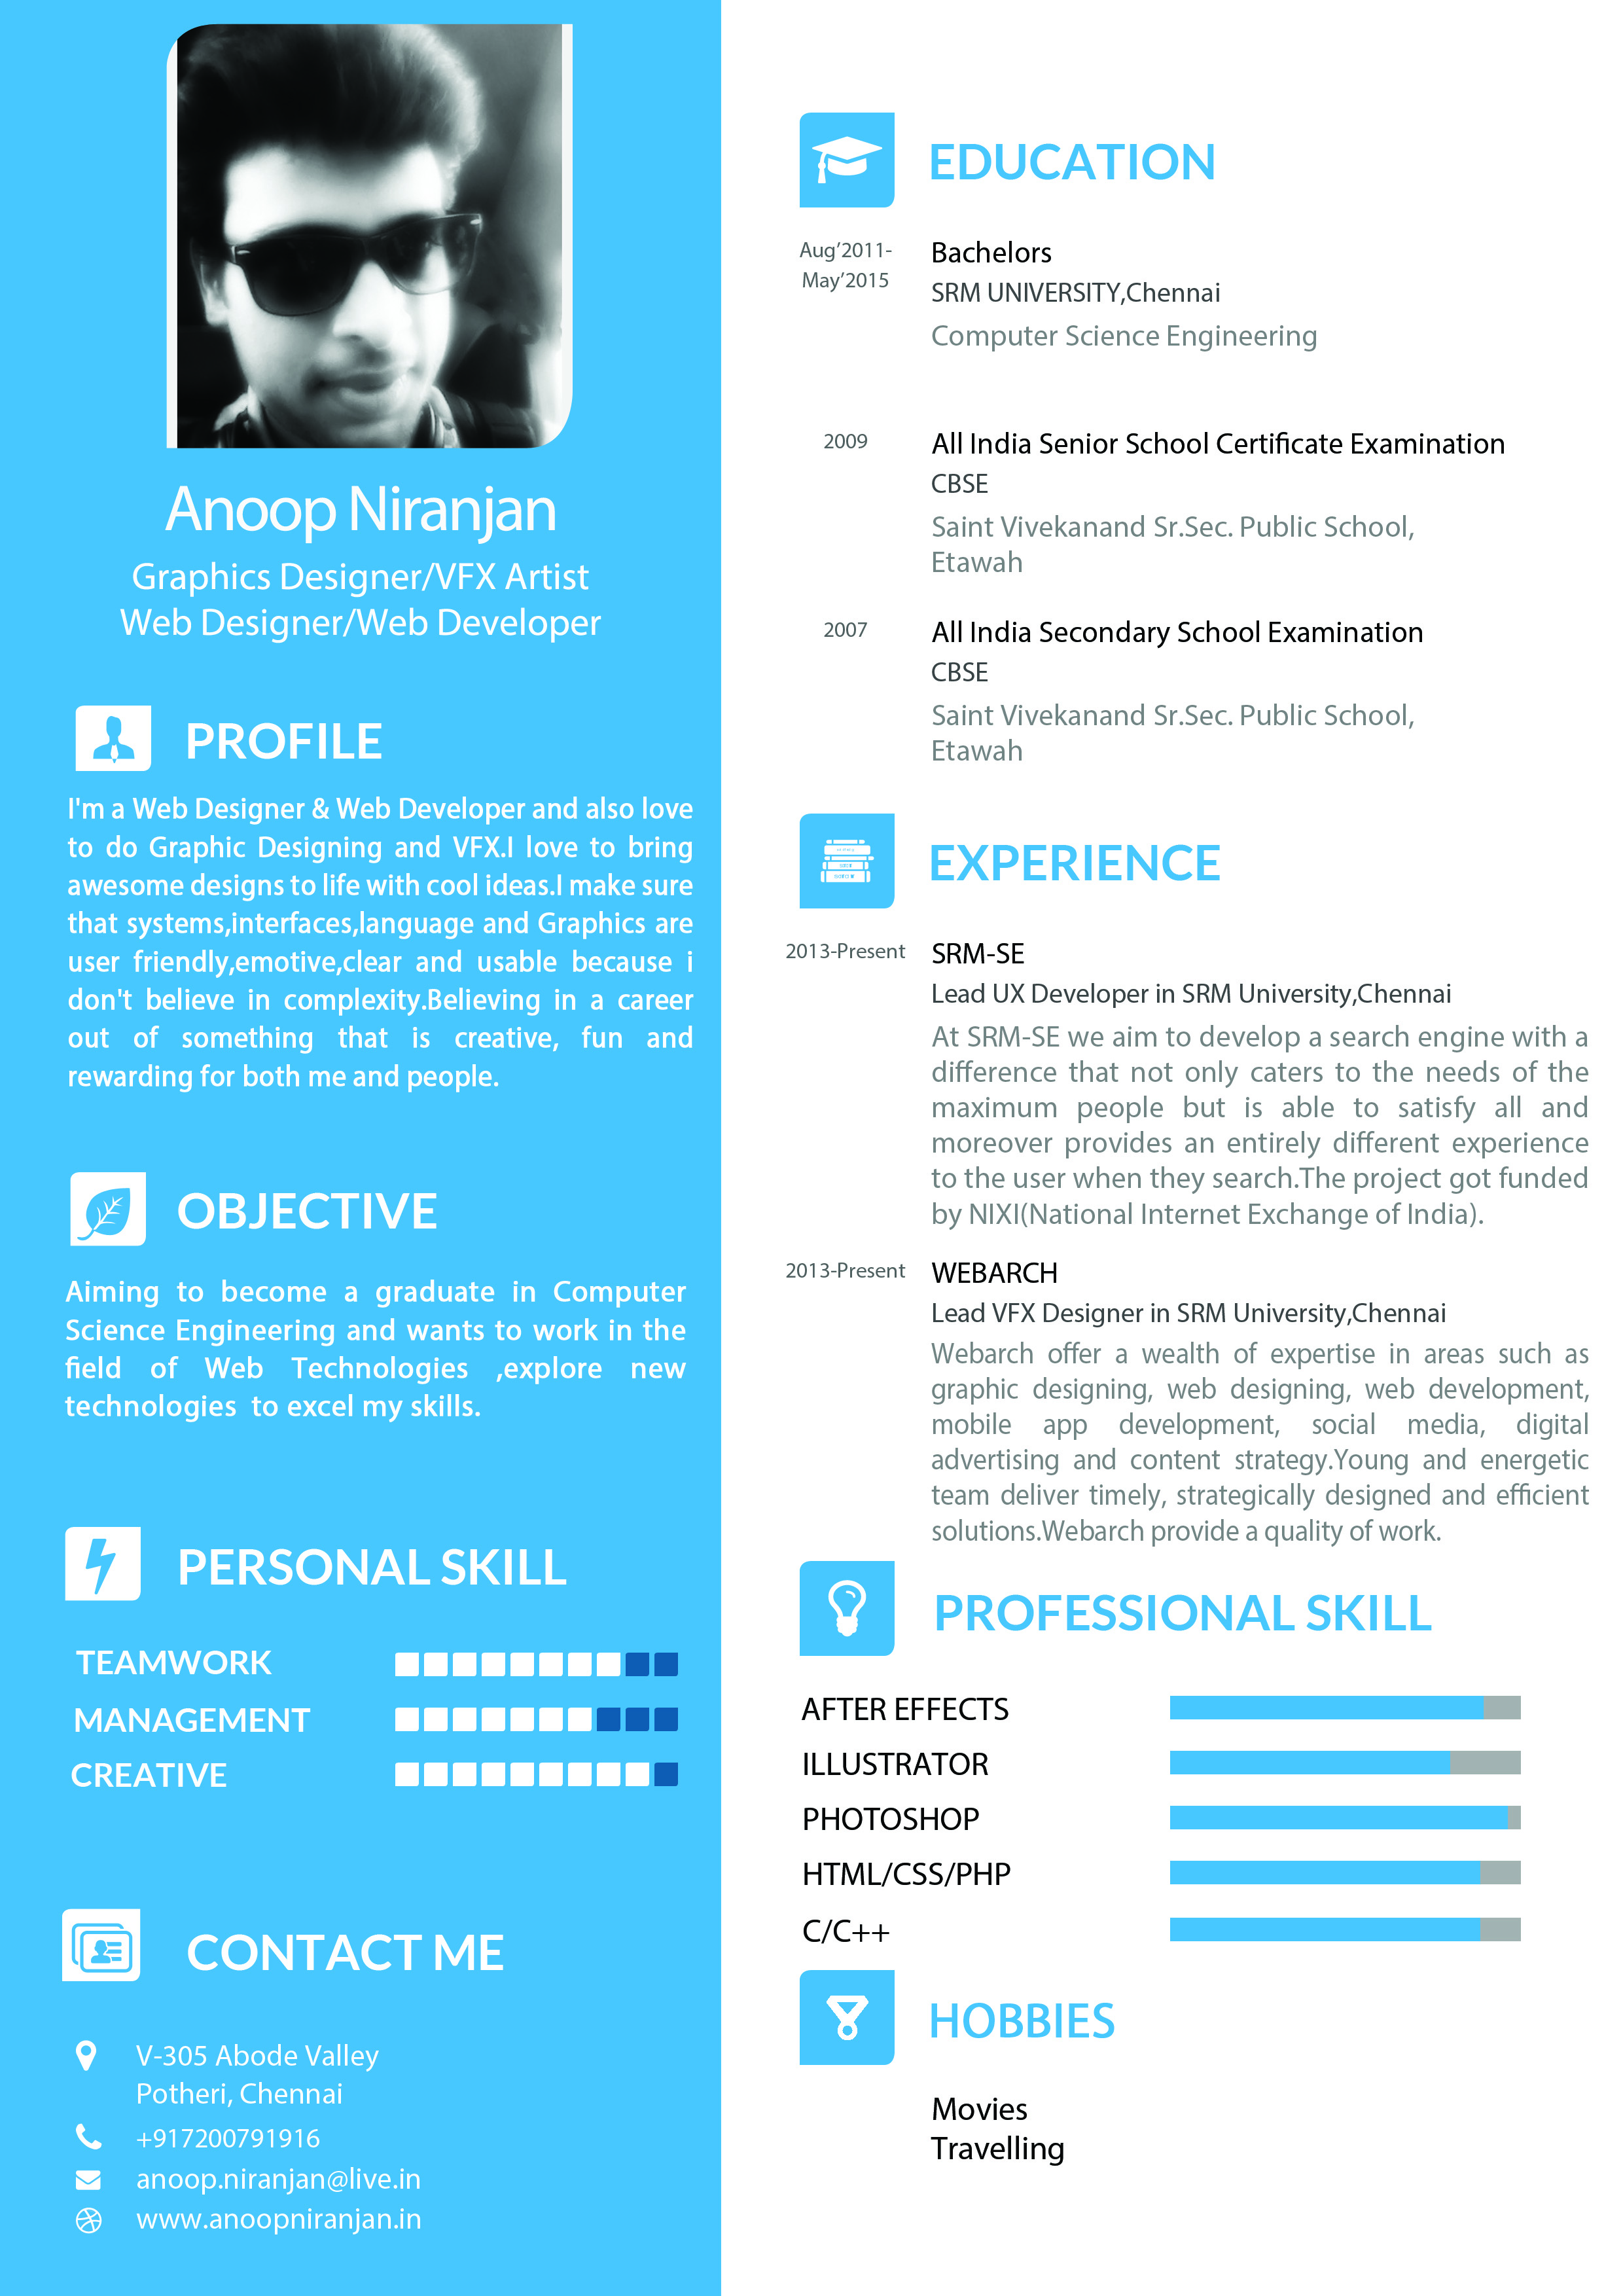 Anoop Niranjan
Graphics Designer/VFX Artist
Web Designer/Web Developer
PROFILE
I'm a Web Designer & Web Developer and also love
to do Graphic Designing and VFX.I love to bring
awesome designs to life with cool ideas.I make sure
that systems,interfaces,language and Graphics are
user friendly,emotive,clear and usable because i
don't believe in complexity.Believing in a career
out of something that is creative, fun and
rewarding for both me and people.
OBJECTIVE
Aiming to become a graduate in Computer
Science Engineering and wants to work in the
field of Web Technologies ,explore new
technologies to excel my skills.
PERSONAL SKILL
TEAMWORK
MANAGEMENT
CREATIVE
CONTACT ME
V-305 Abode Valley
Potheri, Chennai
+917200791916
anoop.niranjan@live.in
www.anoopniranjan.in
EDUCATION
Aug'2011-
May'2015
Bachelors
SRM UNIVERSITY,Chennai
Computer Science Engineering
2009
All India Senior School Certificate Examination
CBSE
Saint Vivekanand Sr.Sec. Public School,
Etawah
2007
All India Secondary School Examination
CBSE
Saint Vivekanand Sr.Sec. Public School,
Etawah
EXPERIENCE
2013-Present
SRM-SE
Lead UX Developer in SRM University,Chennai
At SRM-SE we aim to develop a search engine with a
difference that not only caters to the needs of the
maximum people but is able to satisfy all and
moreover provides an entirely different experience
to the user when they search.The project got funded
by NIXI(National Internet Exchange of India).
2013-Present
WEBARCH
Lead VFX Designer in SRM University,Chennai
Webarch offer a wealth of expertise in areas such as
graphic designing, web designing, web development,
mobile app development, social media, digital
advertising and content strategy.Young and energetic
team deliver timely, strategically designed and efficient
solutions.Webarch provide a quality of work.
PROFESSIONAL SKILL
AFTER EFFECTS
ILLUSTRATOR
PHOTOSHOP
HTML/CSS/PHP
C/C++
HOBBIES
Movies
Travelling